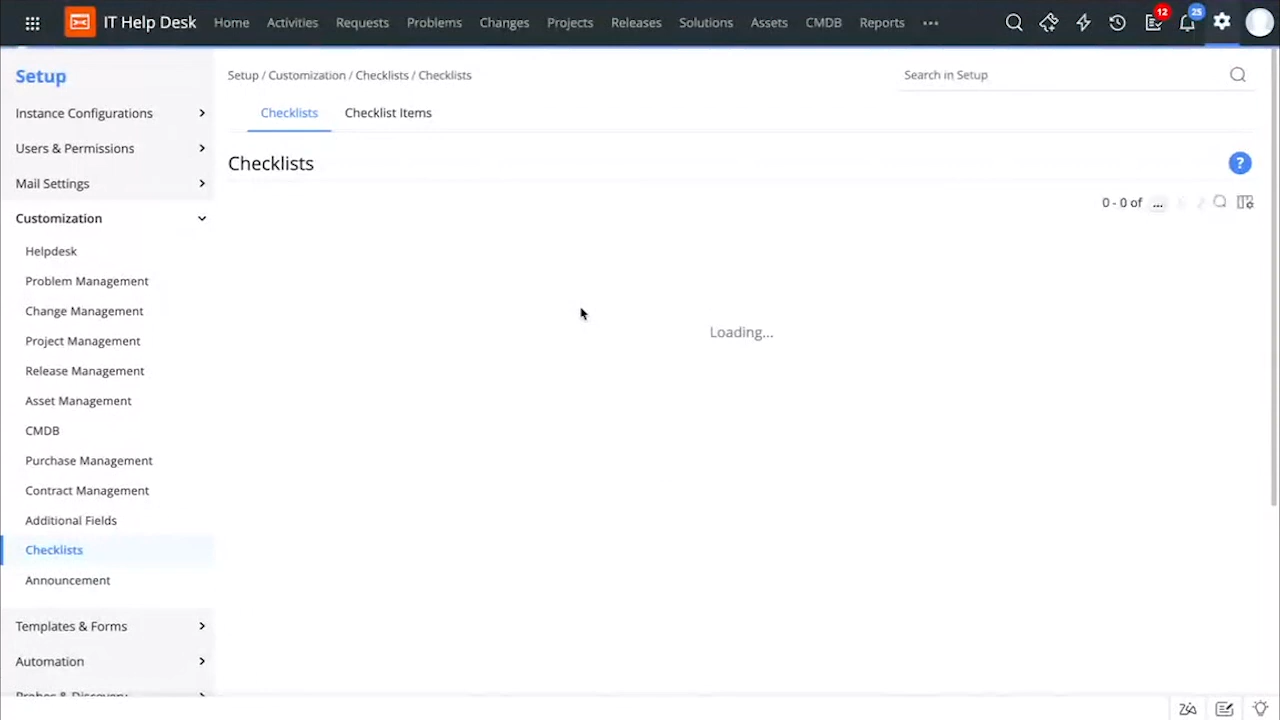 IT Help Desk Home Activities Requests Problems Changes Projects Releases Solutions Assets CMDB Reports ... 12 25
Setup
Instance Configurations
Users & Permissions
Mail Settings
Customization
Helpdesk
Problem Management
Change Management
Project Management
Release Management
Asset Management
CMDB
Purchase Management
Contract Management
Additional Fields
Checklists
Announcement
Templates & Forms
Automation
Probes & Discovery
Setup / Customization / Checklists / Checklists
Search in Setup
Checklists Checklist Items
Checklists
?
0 - 0 of ...
Loading...